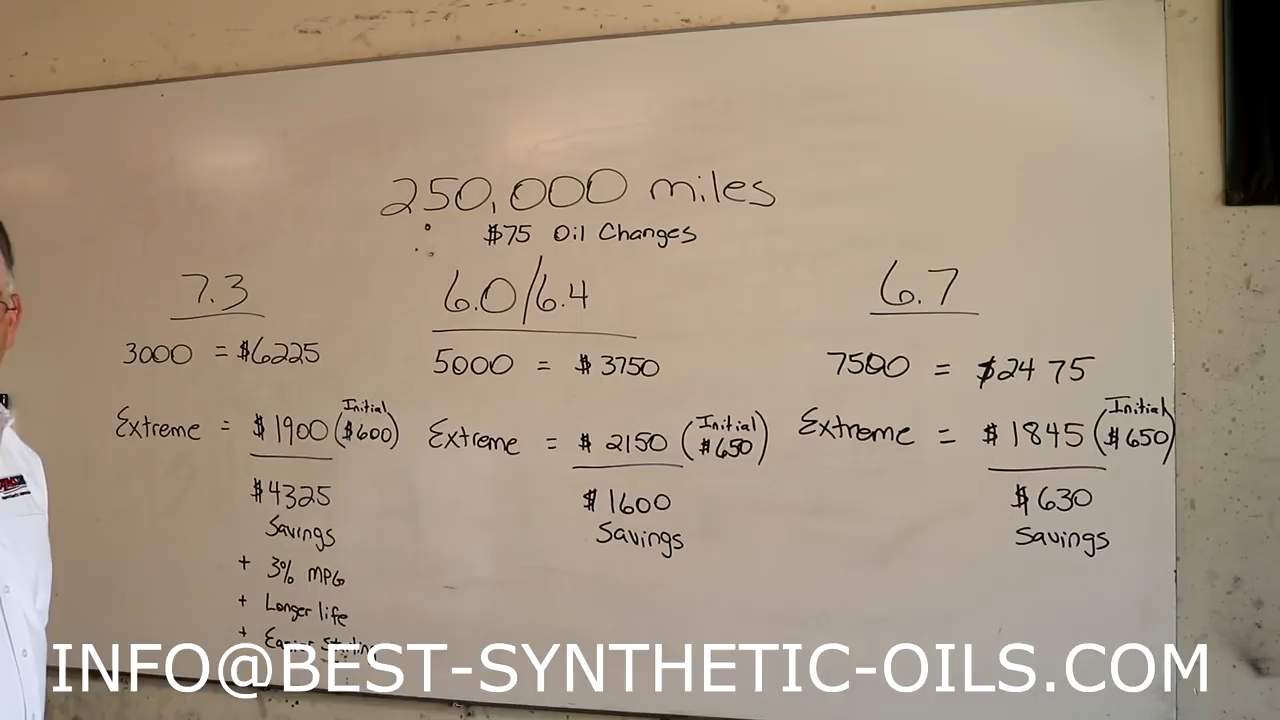 250,000 miles
$75 Oil Changes
7.3
3000 = $6225
Extreme = $1900 (Initial $600)
$4325
Savings
+ 3% MPG
+ Longer life
+ Easier Starting
6.0/6.4
5000 = $3750
Extreme = $2150 (Initial $650)
$1600
Savings
6.7
7500 = $2475
Extreme = $1845 (Initial $650)
$630
Savings
INFO@BEST-SYNTHETIC-OILS.COM